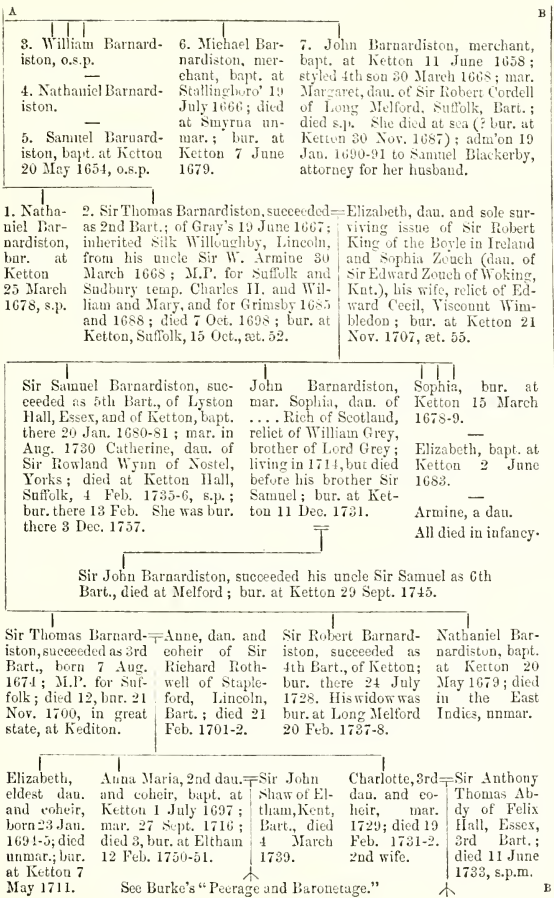 A B
3. William Barnard-
iston, o.s.p.
—
4. Nathaniel Barnard-
iston.
—
5. Samuel Barnard-
iston, bapt. at Ketton
20 May 1654, o.s.p.
6. Michael Bar-
nardiston, mer-
chant, bapt. at
Stallingboro' 19
July 1666; died
at Smyrna un-
mar.; bur. at
Ketton 7 June
1679.
7. John Barnardiston, merchant,
bapt. at Ketton 11 June 1658;
styled 4th son 30 March 1668; mar.
Margaret, dau. of Sir Robert Cordell
of Long Melford, Suffolk, Bart.;
died s.p. She died at sea (? bur. at
Ketton 30 Nov. 1687); adm'on 19
Jan. 1690-91 to Samuel Blackerby,
attorney for her husband.
1. Natha-
niel Bar-
nardiston,
bur. at
Ketton
25 March
1678, s.p.
2. Sir Thomas Barnardiston, succeeded
as 2nd Bart.; of Gray's 19 June 1667;
inherited Silk Willoughby, Lincoln,
from his uncle Sir W. Armine 30
March 1668; M.P. for Suffolk and
Sudbury temp. Charles II. and Wil-
liam and Mary, and for Grimsby 1685
and 1688; died 7 Oct. 1698; bur. at
Ketton, Suffolk, 15 Oct., æt. 52.
Elizabeth, dau. and sole sur-
viving issue of Sir Robert
King of the Boyle in Ireland
and Sophia Zouch (dau. of
Sir Edward Zouch of Woking,
Knt.), his wife, relict of Ed-
ward Cecil, Viscount Wim-
bledon; bur. at Ketton 21
Nov. 1707, æt. 55.
Sir Samuel Barnardiston, suc-
ceeded as 5th Bart., of Lyston
Hall, Essex, and of Ketton, bapt.
there 20 Jan. 1680-81; mar. in
Aug. 1730 Catherine, dau. of
Sir Rowland Wynn of Nostel,
Yorks; died at Ketton Hall,
Suffolk, 4 Feb. 1735-6, s.p.;
bur. there 13 Feb. She was bur.
there 3 Dec. 1757.
John Barnardiston,
mar. Sophia, dau. of
.... Rich of Scotland,
relict of William Grey,
brother of Lord Grey;
living in 1714, but died
before his brother Sir
Samuel; bur. at Ket-
ton 11 Dec. 1731.
Sophia, bur. at
Ketton 15 March
1678-9.
—
Elizabeth, bapt. at
Ketton 2 June
1683.
—
Armine, a dau.
All died in infancy.
Sir John Barnardiston, succeeded his uncle Sir Samuel as 6th
Bart., died at Melford; bur. at Ketton 29 Sept. 1745.
Sir Thomas Barnard-
iston, succeeded as 3rd
Bart., born 7 Aug.
1674; M.P. for Suf-
folk; died 12, bur. 21
Nov. 1700, in great
state, at Kediton.
Anne, dau. and
coheir of Sir
Richard Roth-
well of Staple-
ford, Lincoln,
Bart.; died 21
Feb. 1701-2.
Sir Robert Barnard-
iston, succeeded as
4th Bart., of Ketton;
bur. there 24 July
1728. His widow was
bur. at Long Melford
20 Feb. 1737-8.
Nathaniel Bar-
nardiston, bapt.
at Ketton 20
May 1679; died
in the East
Indies, unmar.
Elizabeth,
eldest dau.
and coheir,
born 23 Jan.
1694-5; died
unmar.; bur.
at Ketton 7
May 1711.
Anna Maria, 2nd dau.
and coheir, bapt. at
Ketton 1 July 1697;
mar. 27 Sept. 1716;
died 3, bur. at Eltham
12 Feb. 1750-51.
Sir John
Shaw of El-
tham, Kent,
Bart., died
4 March
1739.
Charlotte, 3rd
dau. and co-
heir, mar.
1729; died 19
Feb. 1731-2.
2nd wife.
Sir Anthony
Thomas Ab-
dy of Felix
Hall, Essex,
3rd Bart.;
died 11 June
1733, s.p.m.
See Burke's "Peerage and Baronetage."
B